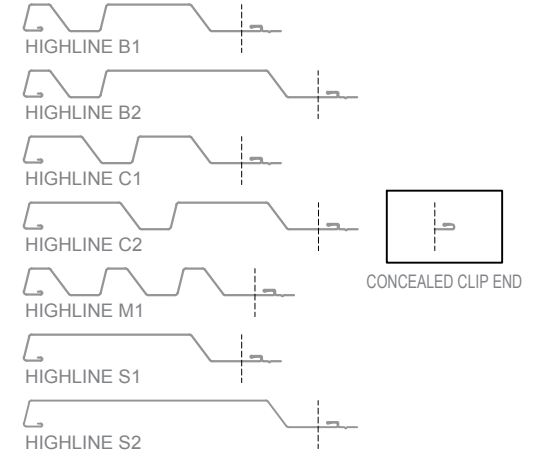 HIGHLINE B1
HIGHLINE B2
HIGHLINE C1
HIGHLINE C2
CONCEALED CLIP END
HIGHLINE M1
HIGHLINE S1
HIGHLINE S2